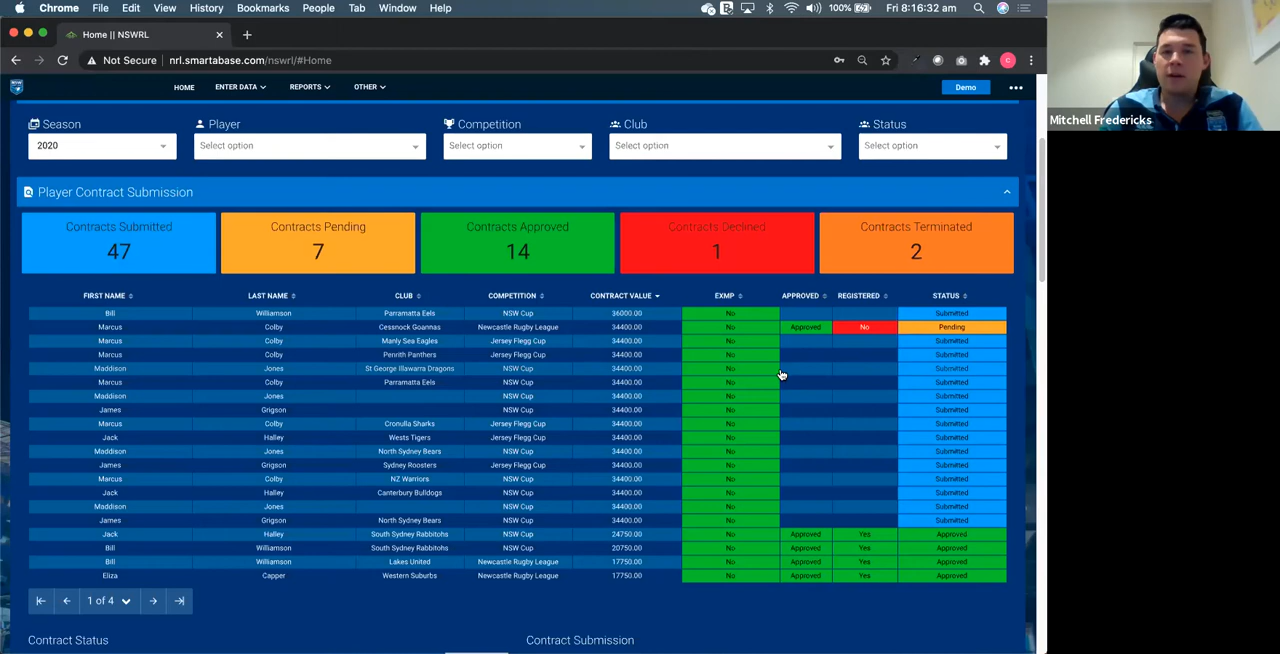 Chrome File Edit View History Bookmarks People Tab Window Help 100% Fri 8:16:32 am
Home || NSWRL
Not Secure nrl.smartabase.com/nswrl/#Home C
HOME ENTER DATA REPORTS OTHER Demo
Season Player Competition Club Status
2020 Select option Select option Select option Select option
Mitchell Fredericks
Player Contract Submission
Contracts Submitted Contracts Pending Contracts Approved Contracts Declined Contracts Terminated
47 7 14 1 2
FIRST NAME LAST NAME CLUB COMPETITION CONTRACT VALUE EXMP APPROVED REGISTERED STATUS
Bill Williamson Parramatta Eels NSW Cup 36000.00 No Submitted
Marcus Colby Cessnock Goannas Newcastle Rugby League 34400.00 No Approved No Pending
Marcus Colby Manly Sea Eagles Jersey Flegg Cup 34400.00 No Submitted
Marcus Colby Penrith Panthers Jersey Flegg Cup 34400.00 No Submitted
Maddison Jones St George Illawarra Dragons NSW Cup 34400.00 No Submitted
Marcus Colby Parramatta Eels NSW Cup 34400.00 No Submitted
Maddison Jones NSW Cup 34400.00 No Submitted
James Grigson NSW Cup 34400.00 No Submitted
Marcus Colby Cronulla Sharks Jersey Flegg Cup 34400.00 No Submitted
Jack Halley Wests Tigers Jersey Flegg Cup 34400.00 No Submitted
Maddison Jones North Sydney Bears NSW Cup 34400.00 No Submitted
James Grigson Sydney Roosters Jersey Flegg Cup 34400.00 No Submitted
Marcus Colby NZ Warriors NSW Cup 34400.00 No Submitted
Jack Halley Canterbury Bulldogs NSW Cup 34400.00 No Submitted
Maddison Jones NSW Cup 34400.00 No Submitted
James Grigson North Sydney Bears NSW Cup 34400.00 No Submitted
Jack Halley South Sydney Rabbitohs NSW Cup 24750.00 No Approved Yes Approved
Bill Williamson South Sydney Rabbitohs NSW Cup 20750.00 No Approved Yes Approved
Bill Williamson Lakes United Newcastle Rugby League 17750.00 No Approved Yes Approved
Eliza Capper Western Suburbs Newcastle Rugby League 17750.00 No Approved Yes Approved
1 of 4
Contract Status Contract Submission